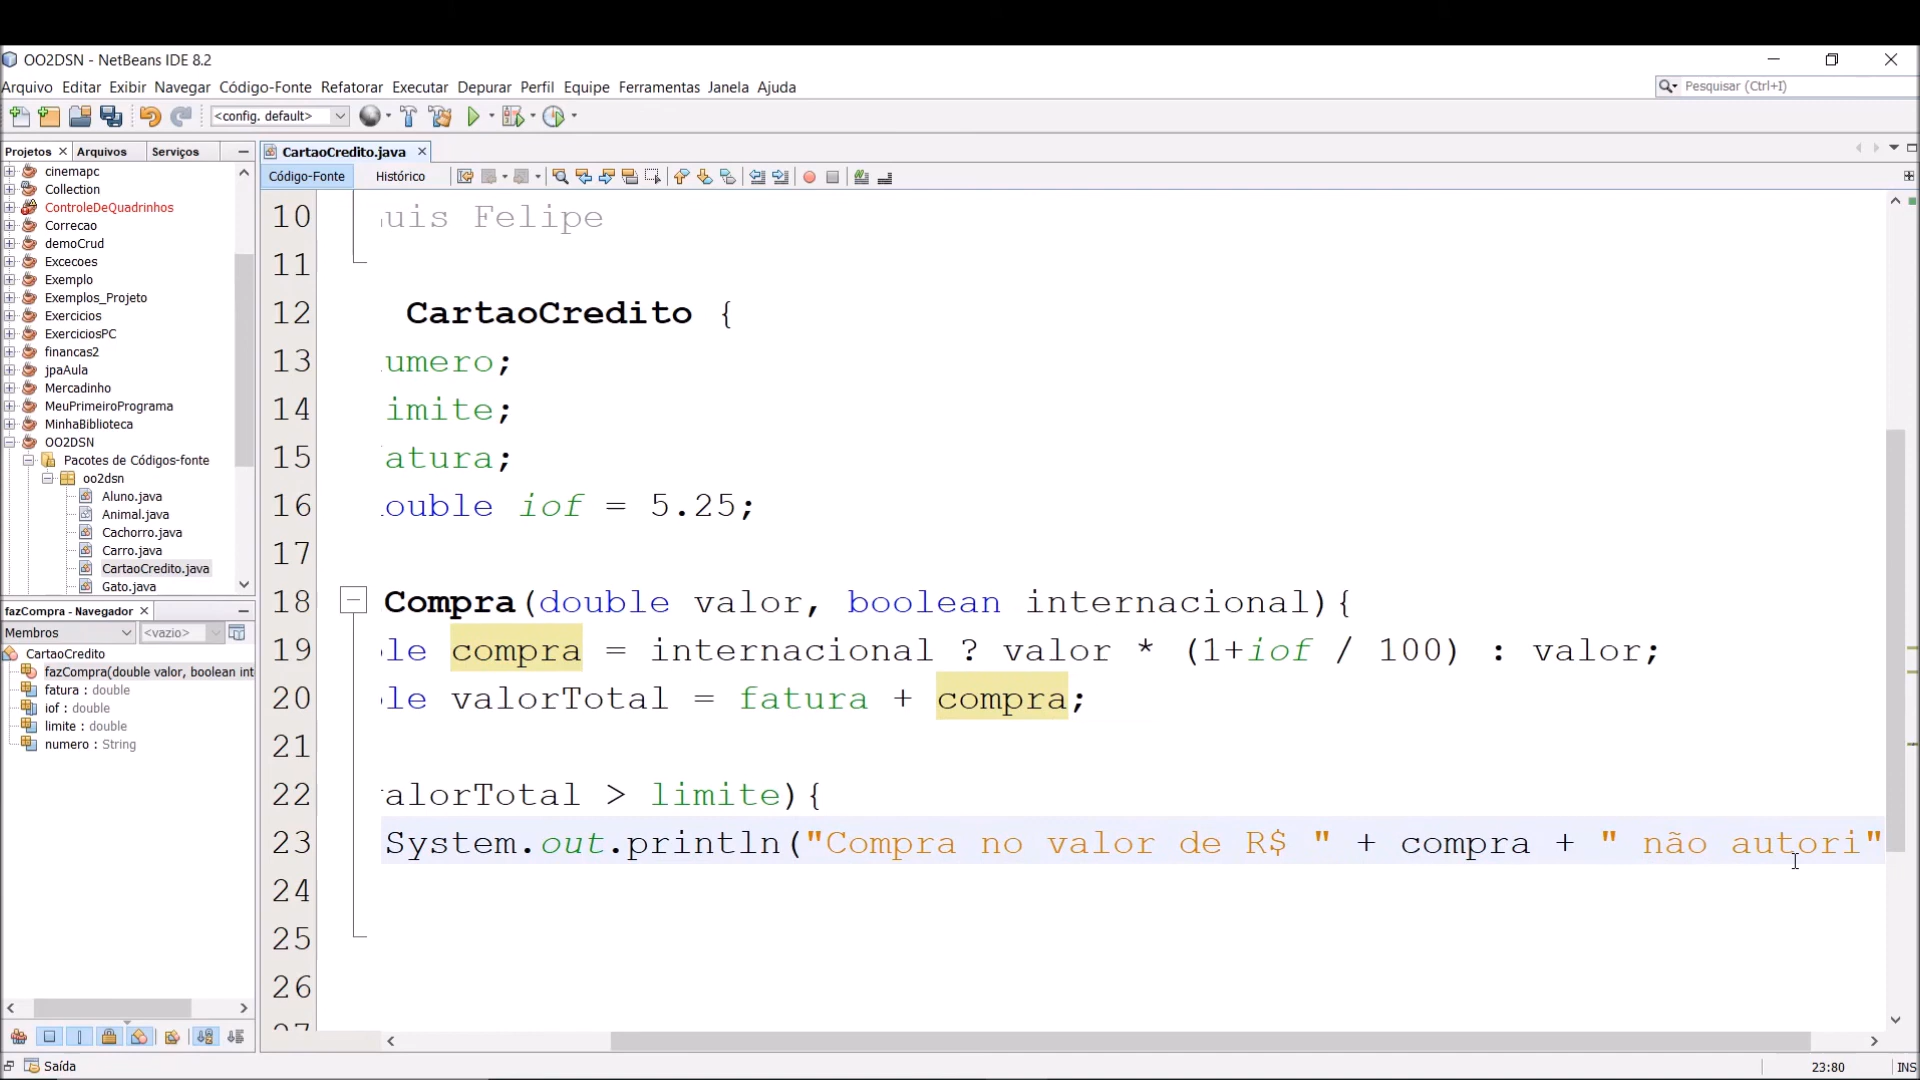 OO2DSN - NetBeans IDE 8.2
Arquivo Editar Exibir Navegar Código-Fonte Refatorar Executar Depurar Perfil Equipe Ferramentas Janela Ajuda
Pesquisar (Ctrl+I)
<config. default>
Projetos Arquivos Serviços
CartaoCredito.java
Código-Fonte Histórico
cinemapc
Collection
ControleDeQuadrinhos
Correcao
demoCrud
Excecoes
Exemplo
Exemplos_Projeto
Exercicios
ExerciciosPC
financas2
jpaAula
Mercadinho
MeuPrimeiroPrograma
MinhaBiblioteca
OO2DSN
Pacotes de Códigos-fonte
oo2dsn
Aluno.java
Animal.java
Cachorro.java
Carro.java
CartaoCredito.java
Gato.java
fazCompra - Navegador
Membros <vazio>
CartaoCredito
fazCompra(double valor, boolean int
fatura : double
iof : double
limite : double
numero : String
10 uis Felipe
11
12 CartaoCredito {
13 umero;
14 imite;
15 atura;
16 ouble iof = 5.25;
17
18 Compra(double valor, boolean internacional){
19 le compra = internacional ? valor * (1+iof / 100) : valor;
20 le valorTotal = fatura + compra;
21
22 alorTotal > limite){
23 System.out.println("Compra no valor de R$ " + compra + " não autori"
24
25
26
Saída
23:80 INS